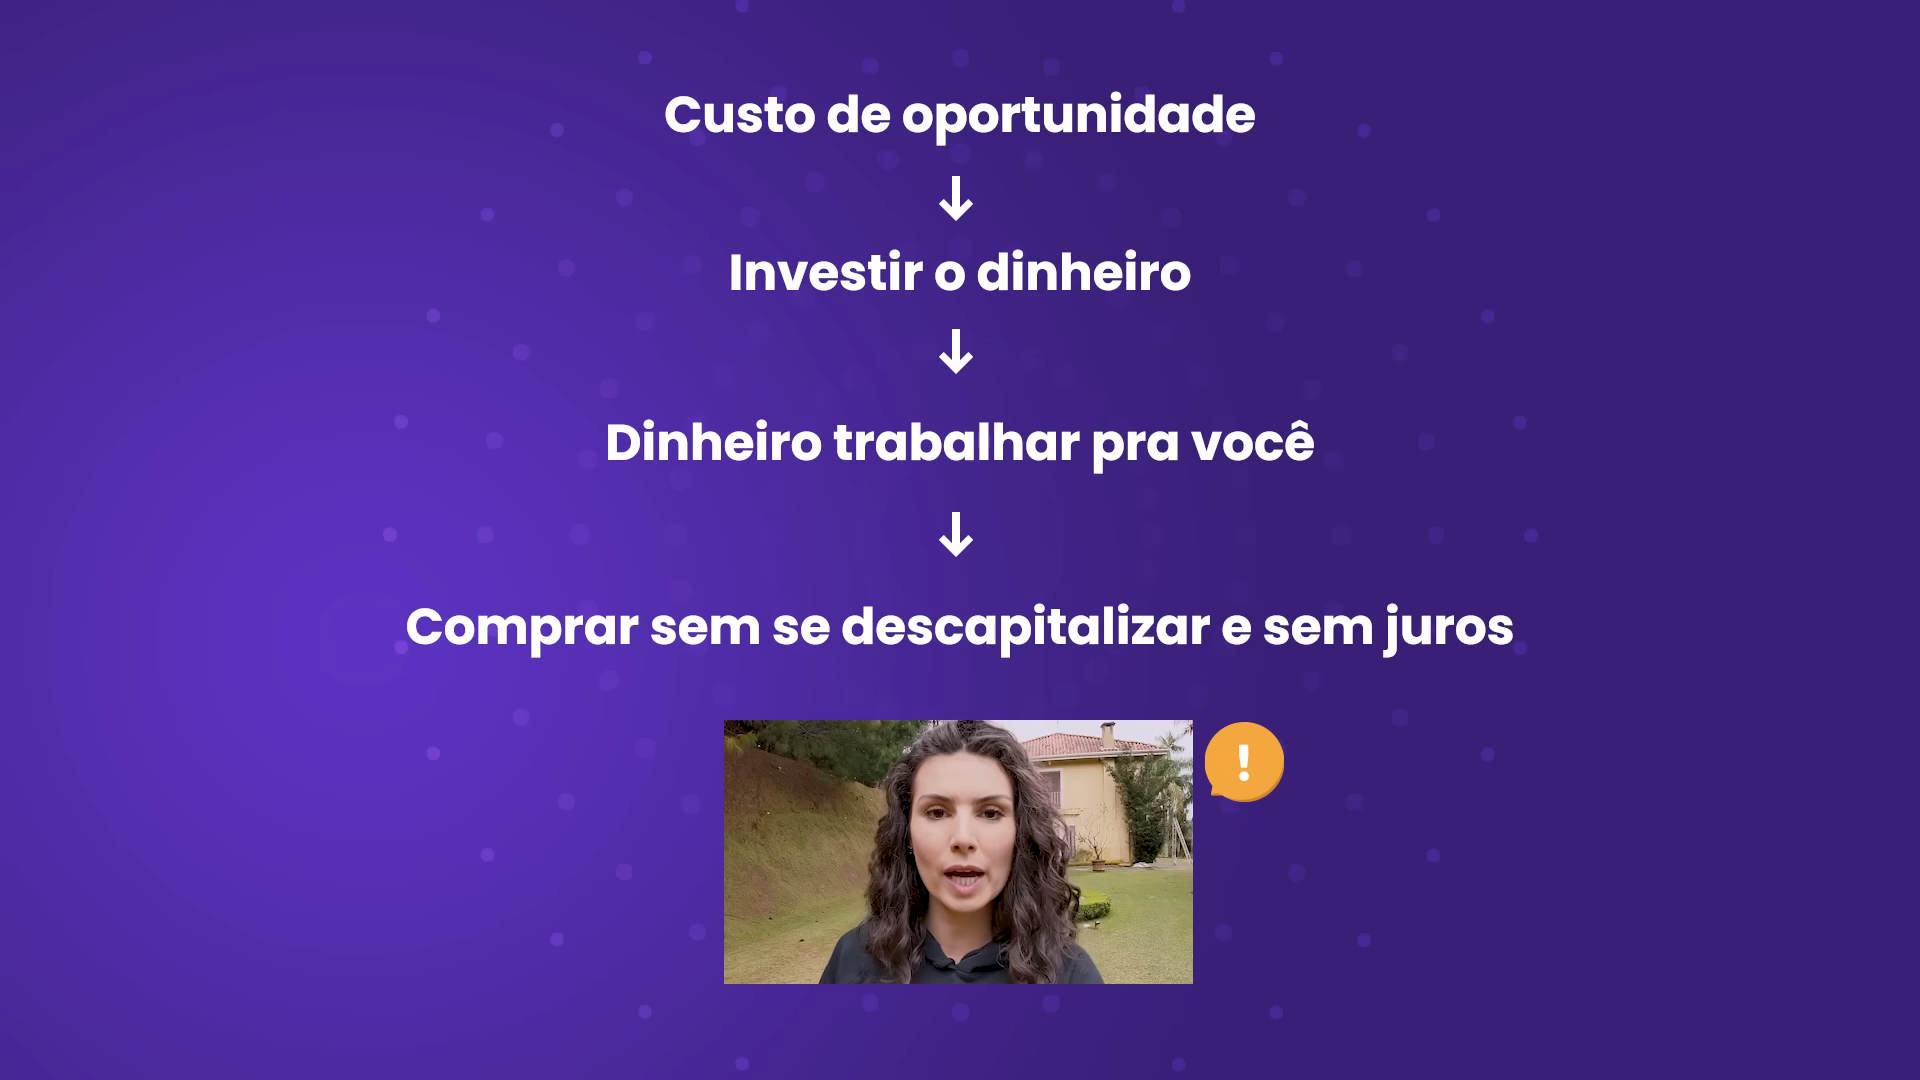 Custo de oportunidade
↓
Investir o dinheiro
↓
Dinheiro trabalhar pra você
↓
Comprar sem se descapitalizar e sem juros
!